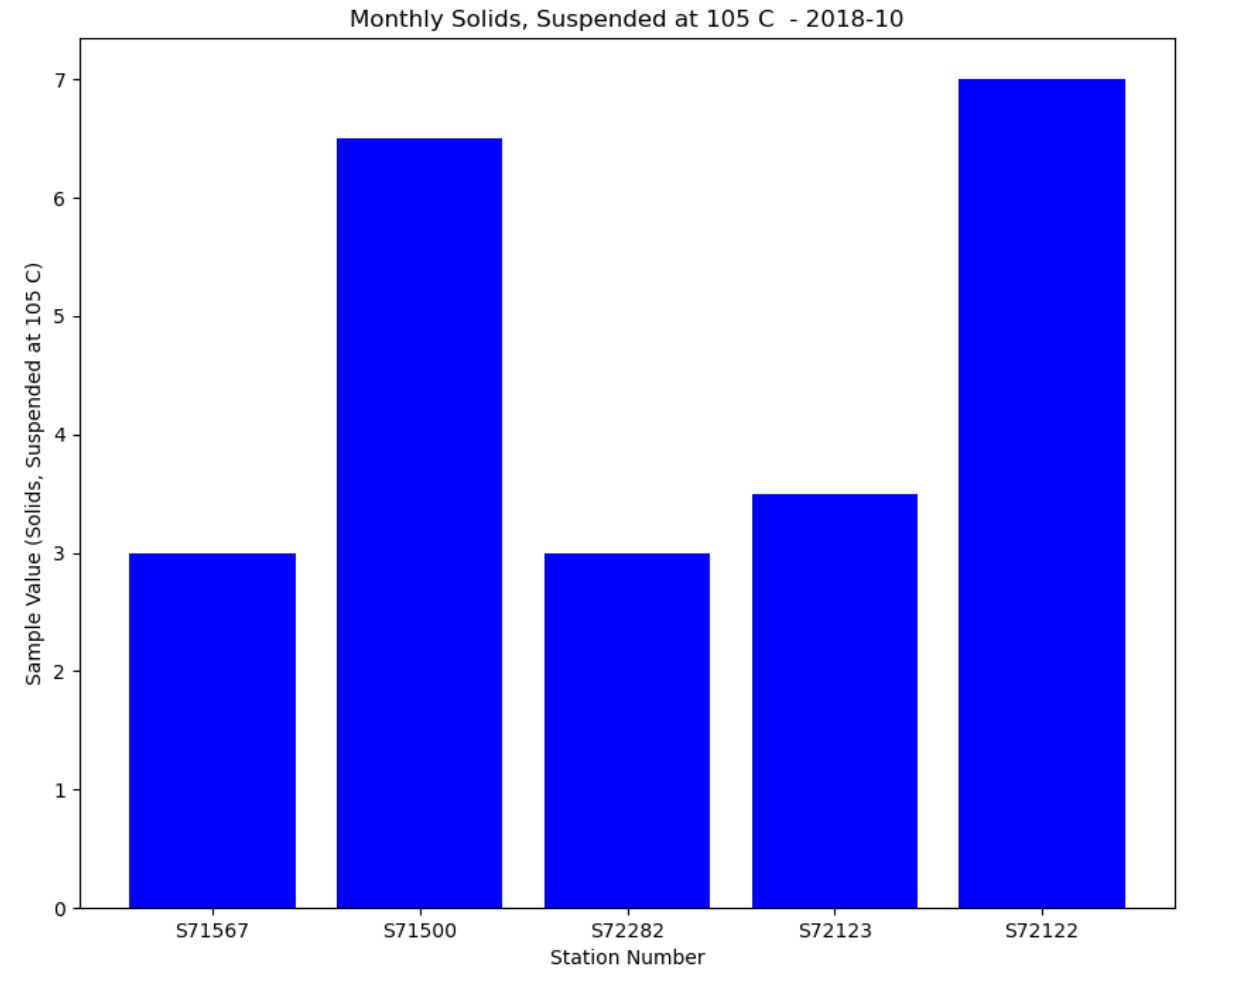 Monthly Solids, Suspended at 105 C  - 2018-10
Sample Value (Solids, Suspended at 105 C)
7
6
5
4
3
2
1
0
S71567 S71500 S72282 S72123 S72122
Station Number